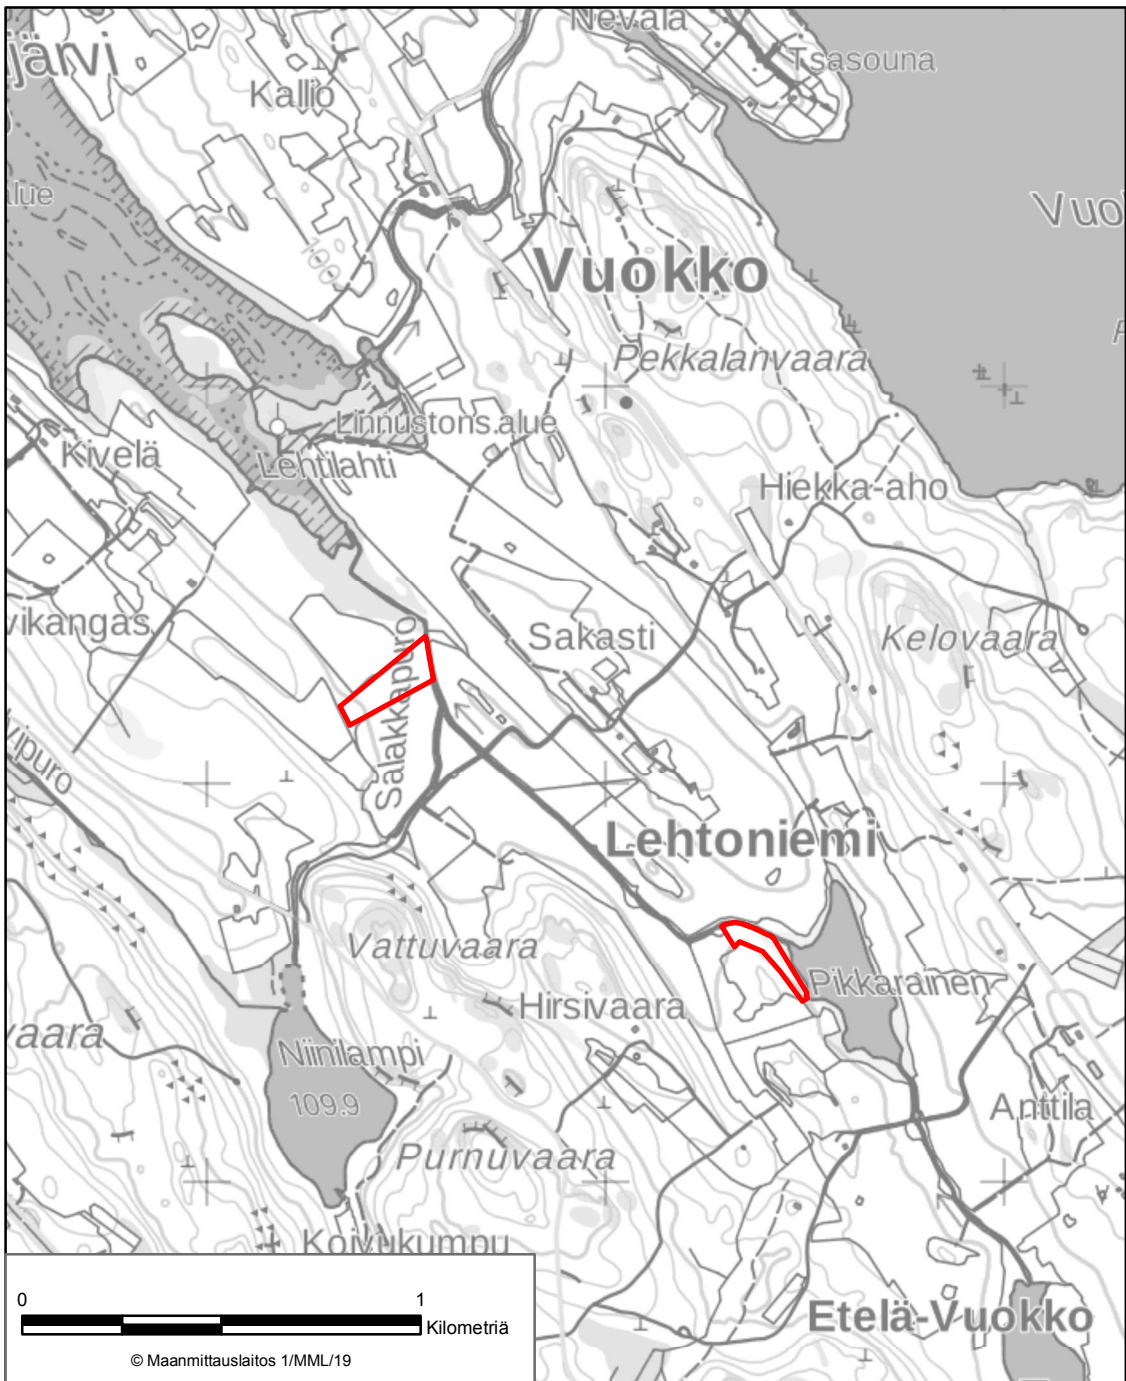 Nevala
järvi
Tsasouna
Kallio
alue
Vuo
100
Vuokko
Pekkalanvaara
Linnustons.alue
Kivelä
Lehtilahti
Hiekka-aho
vikangas
Sakasti
Kelovaara
Salakkapuro
vipuro
Lehtoniemi
Vattuvaara
Pikkarainen
Hirsivaara
vaara
Niinilampi
109.9
Anttila
Purnuvaara
Koivukumpu
0 1
Kilometriä
Etelä-Vuokko
© Maanmittauslaitos 1/MML/19